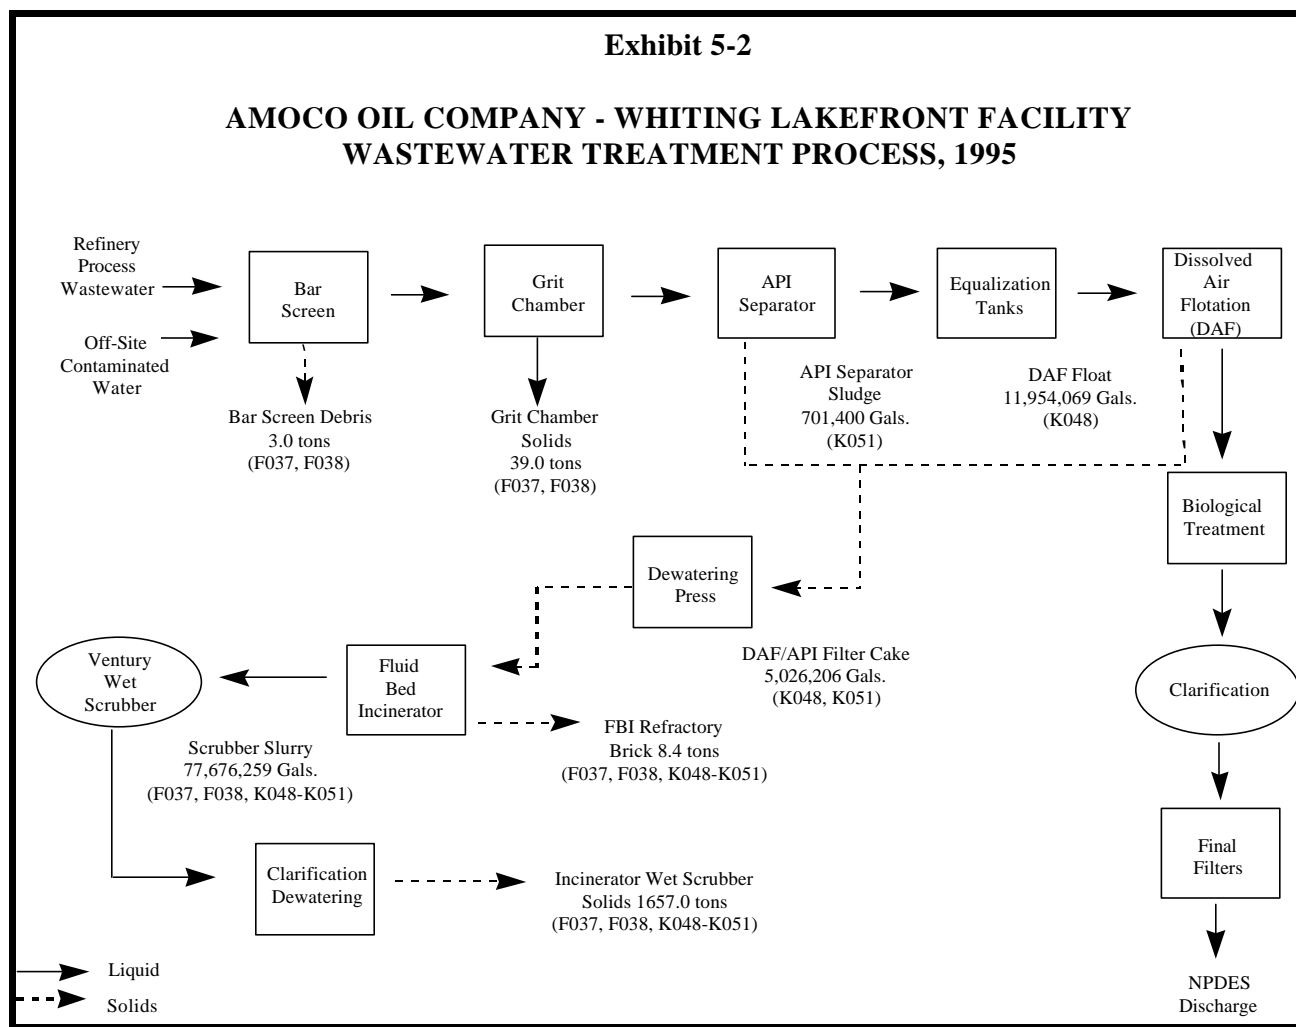 Exhibit 5-2
AMOCO OIL COMPANY - WHITING LAKEFRONT FACILITY
WASTEWATER TREATMENT PROCESS, 1995
Refinery
Process
Wastewater
Off-Site
Contaminated
Water
Bar
Screen
Grit
Chamber
API
Separator
Equalization
Tanks
Dissolved
Air
Flotation
(DAF)
Bar Screen Debris
3.0 tons
(F037, F038)
Grit Chamber
Solids
39.0 tons
(F037, F038)
API Separator
Sludge
701,400 Gals.
(K051)
DAF Float
11,954,069 Gals.
(K048)
Biological
Treatment
Dewatering
Press
DAF/API Filter Cake
5,026,206 Gals.
(K048, K051)
Ventury
Wet
Scrubber
Fluid
Bed
Incinerator
Clarification
FBI Refractory
Brick 8.4 tons
(F037, F038, K048-K051)
Scrubber Slurry
77,676,259 Gals.
(F037, F038, K048-K051)
Final
Filters
Clarification
Dewatering
Incinerator Wet Scrubber
Solids 1657.0 tons
(F037, F038, K048-K051)
Liquid
Solids
NPDES
Discharge